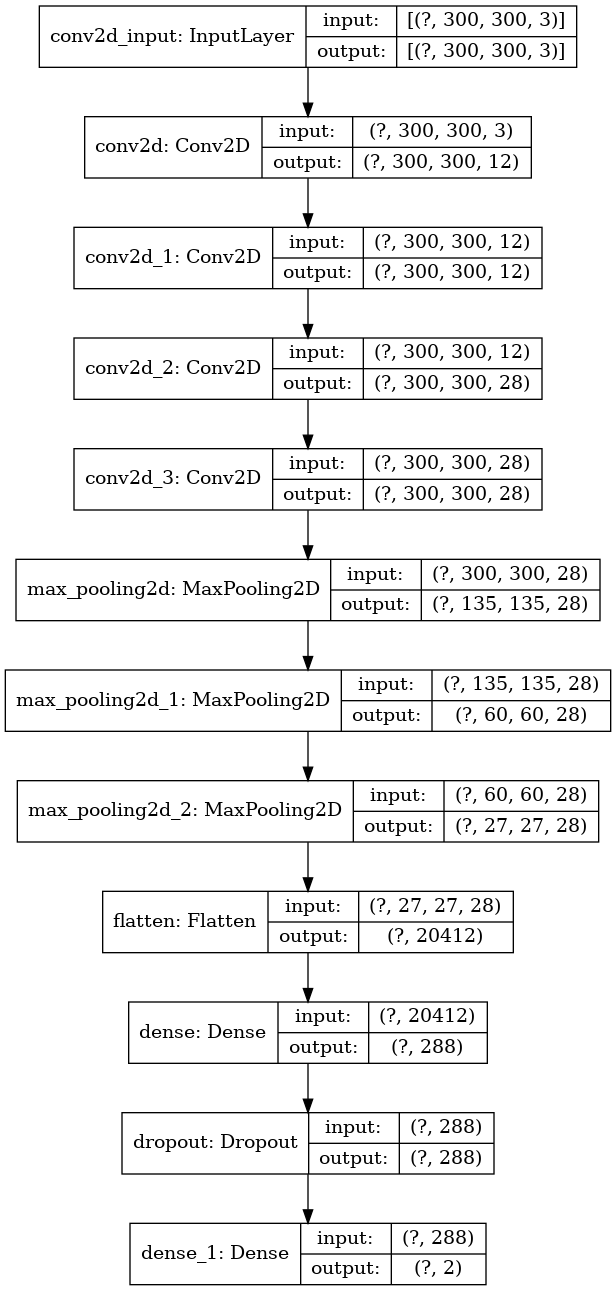 conv2d_input: InputLayer input: [(?, 300, 300, 3)]
output: [(?, 300, 300, 3)]
conv2d: Conv2D input: (?, 300, 300, 3)
output: (?, 300, 300, 12)
conv2d_1: Conv2D input: (?, 300, 300, 12)
output: (?, 300, 300, 12)
conv2d_2: Conv2D input: (?, 300, 300, 12)
output: (?, 300, 300, 28)
conv2d_3: Conv2D input: (?, 300, 300, 28)
output: (?, 300, 300, 28)
max_pooling2d: MaxPooling2D input: (?, 300, 300, 28)
output: (?, 135, 135, 28)
max_pooling2d_1: MaxPooling2D input: (?, 135, 135, 28)
output: (?, 60, 60, 28)
max_pooling2d_2: MaxPooling2D input: (?, 60, 60, 28)
output: (?, 27, 27, 28)
flatten: Flatten input: (?, 27, 27, 28)
output: (?, 20412)
dense: Dense input: (?, 20412)
output: (?, 288)
dropout: Dropout input: (?, 288)
output: (?, 288)
dense_1: Dense input: (?, 288)
output: (?, 2)